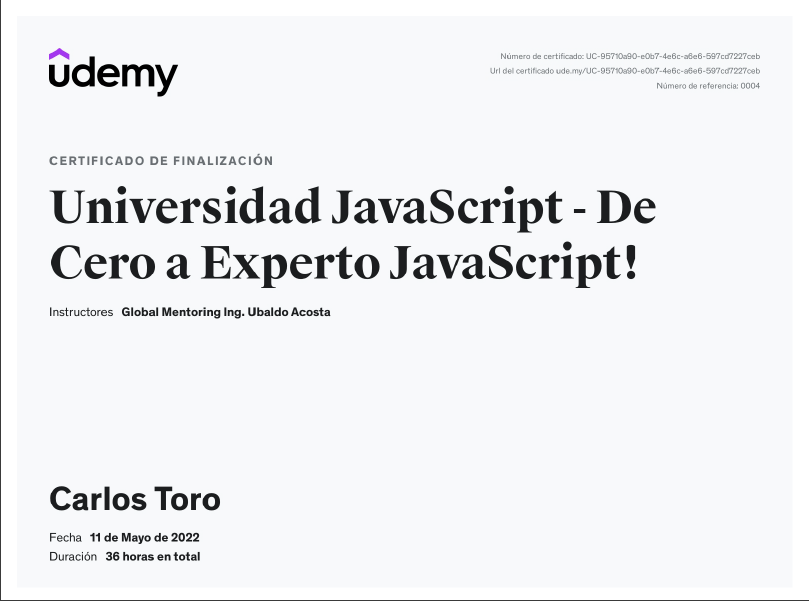 udemy
Número de certificado: UC-95710a90-e0b7-4e6c-a6e6-597cd7227ceb
Url del certificado ude.my/UC-95710a90-e0b7-4e6c-a6e6-597cd7227ceb
Número de referencia: 0004
CERTIFICADO DE FINALIZACIÓN
Universidad JavaScript - De
Cero a Experto JavaScript!
Instructores Global Mentoring Ing. Ubaldo Acosta
Carlos Toro
Fecha 11 de Mayo de 2022
Duración 36 horas en total